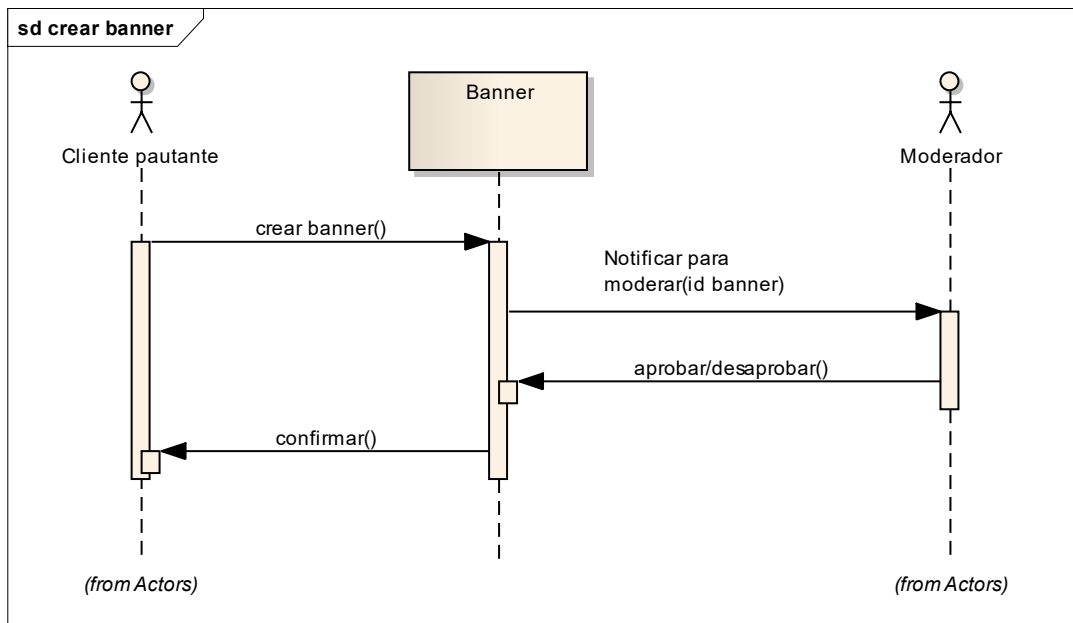 sd crear banner
Banner
Cliente pautante
Moderador
crear banner()
Notificar para
moderar(id banner)
aprobar/desaprobar()
confirmar()
(from Actors)
(from Actors)